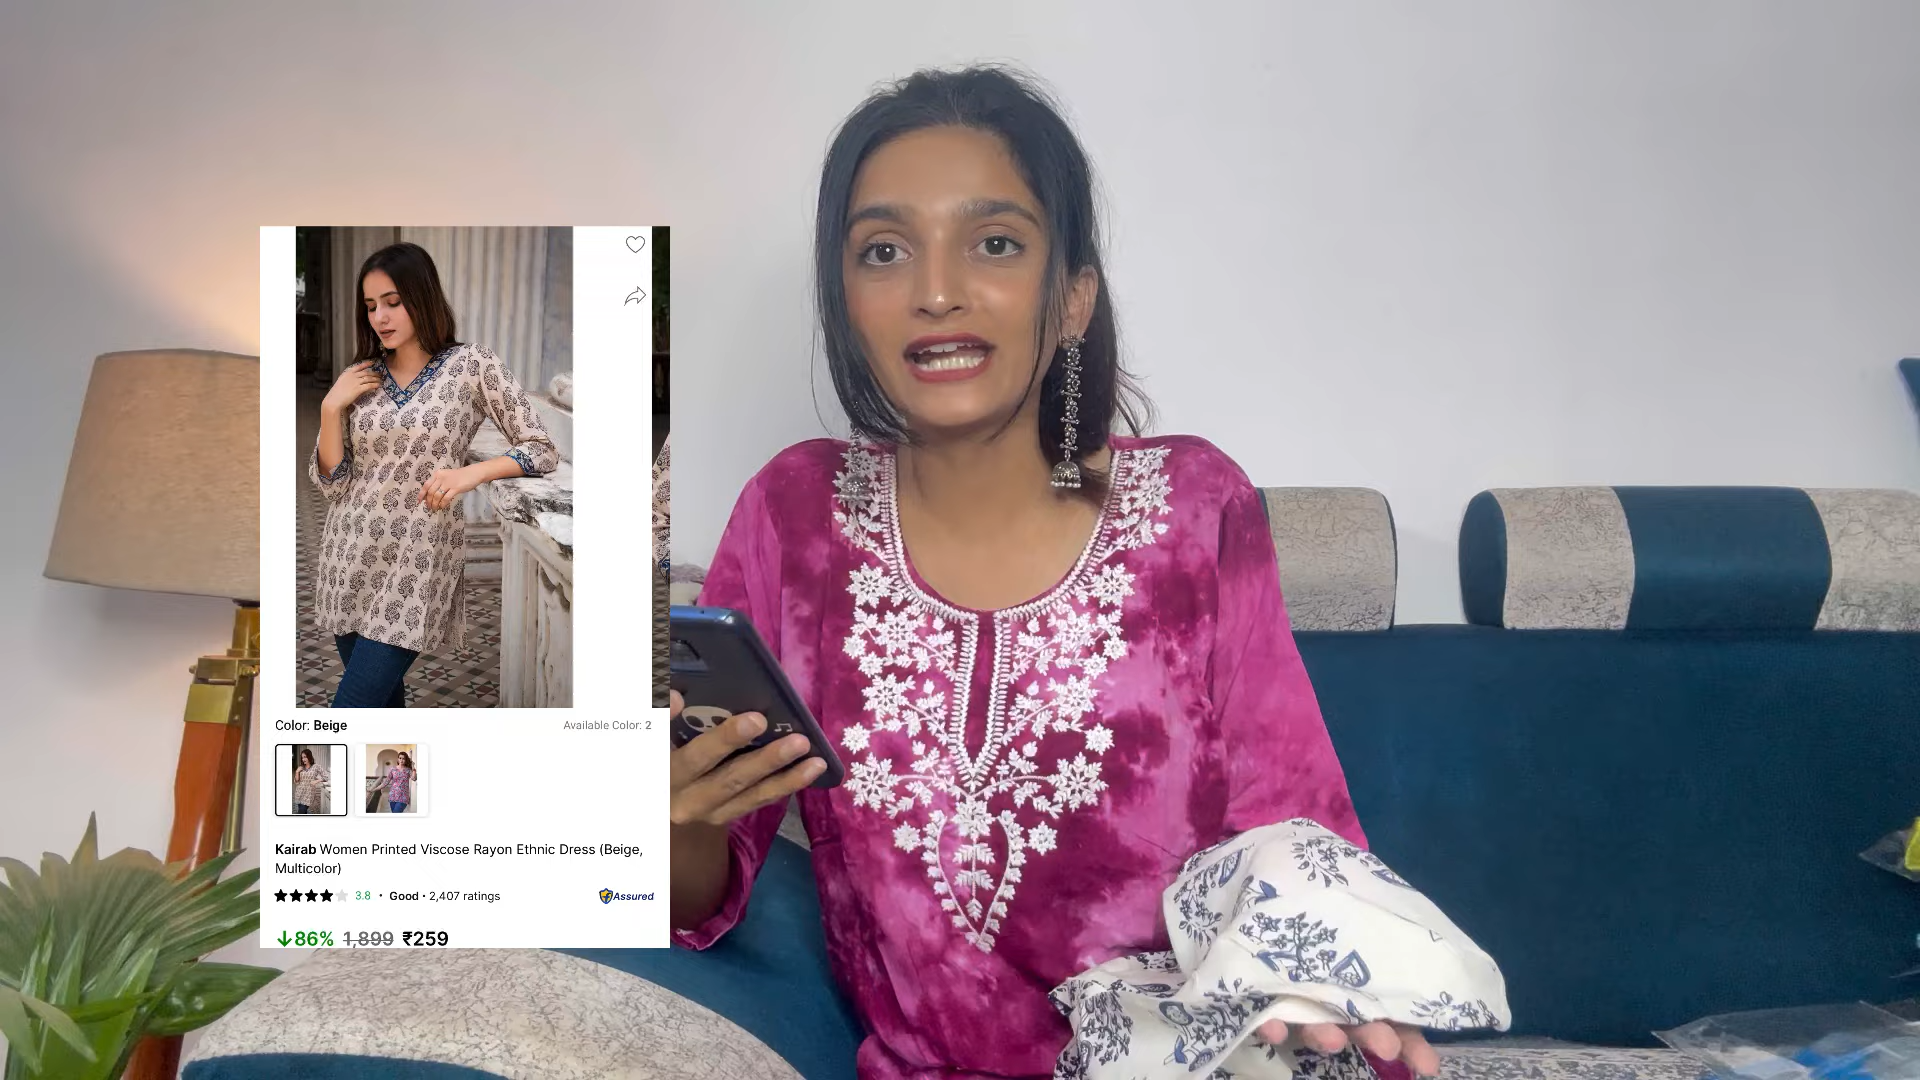 Color: Beige Available Color: 2
Kairab Women Printed Viscose Rayon Ethnic Dress (Beige,
Multicolor)
3.8 • Good • 2,407 ratings Assured
↓86% 1,899 ₹259